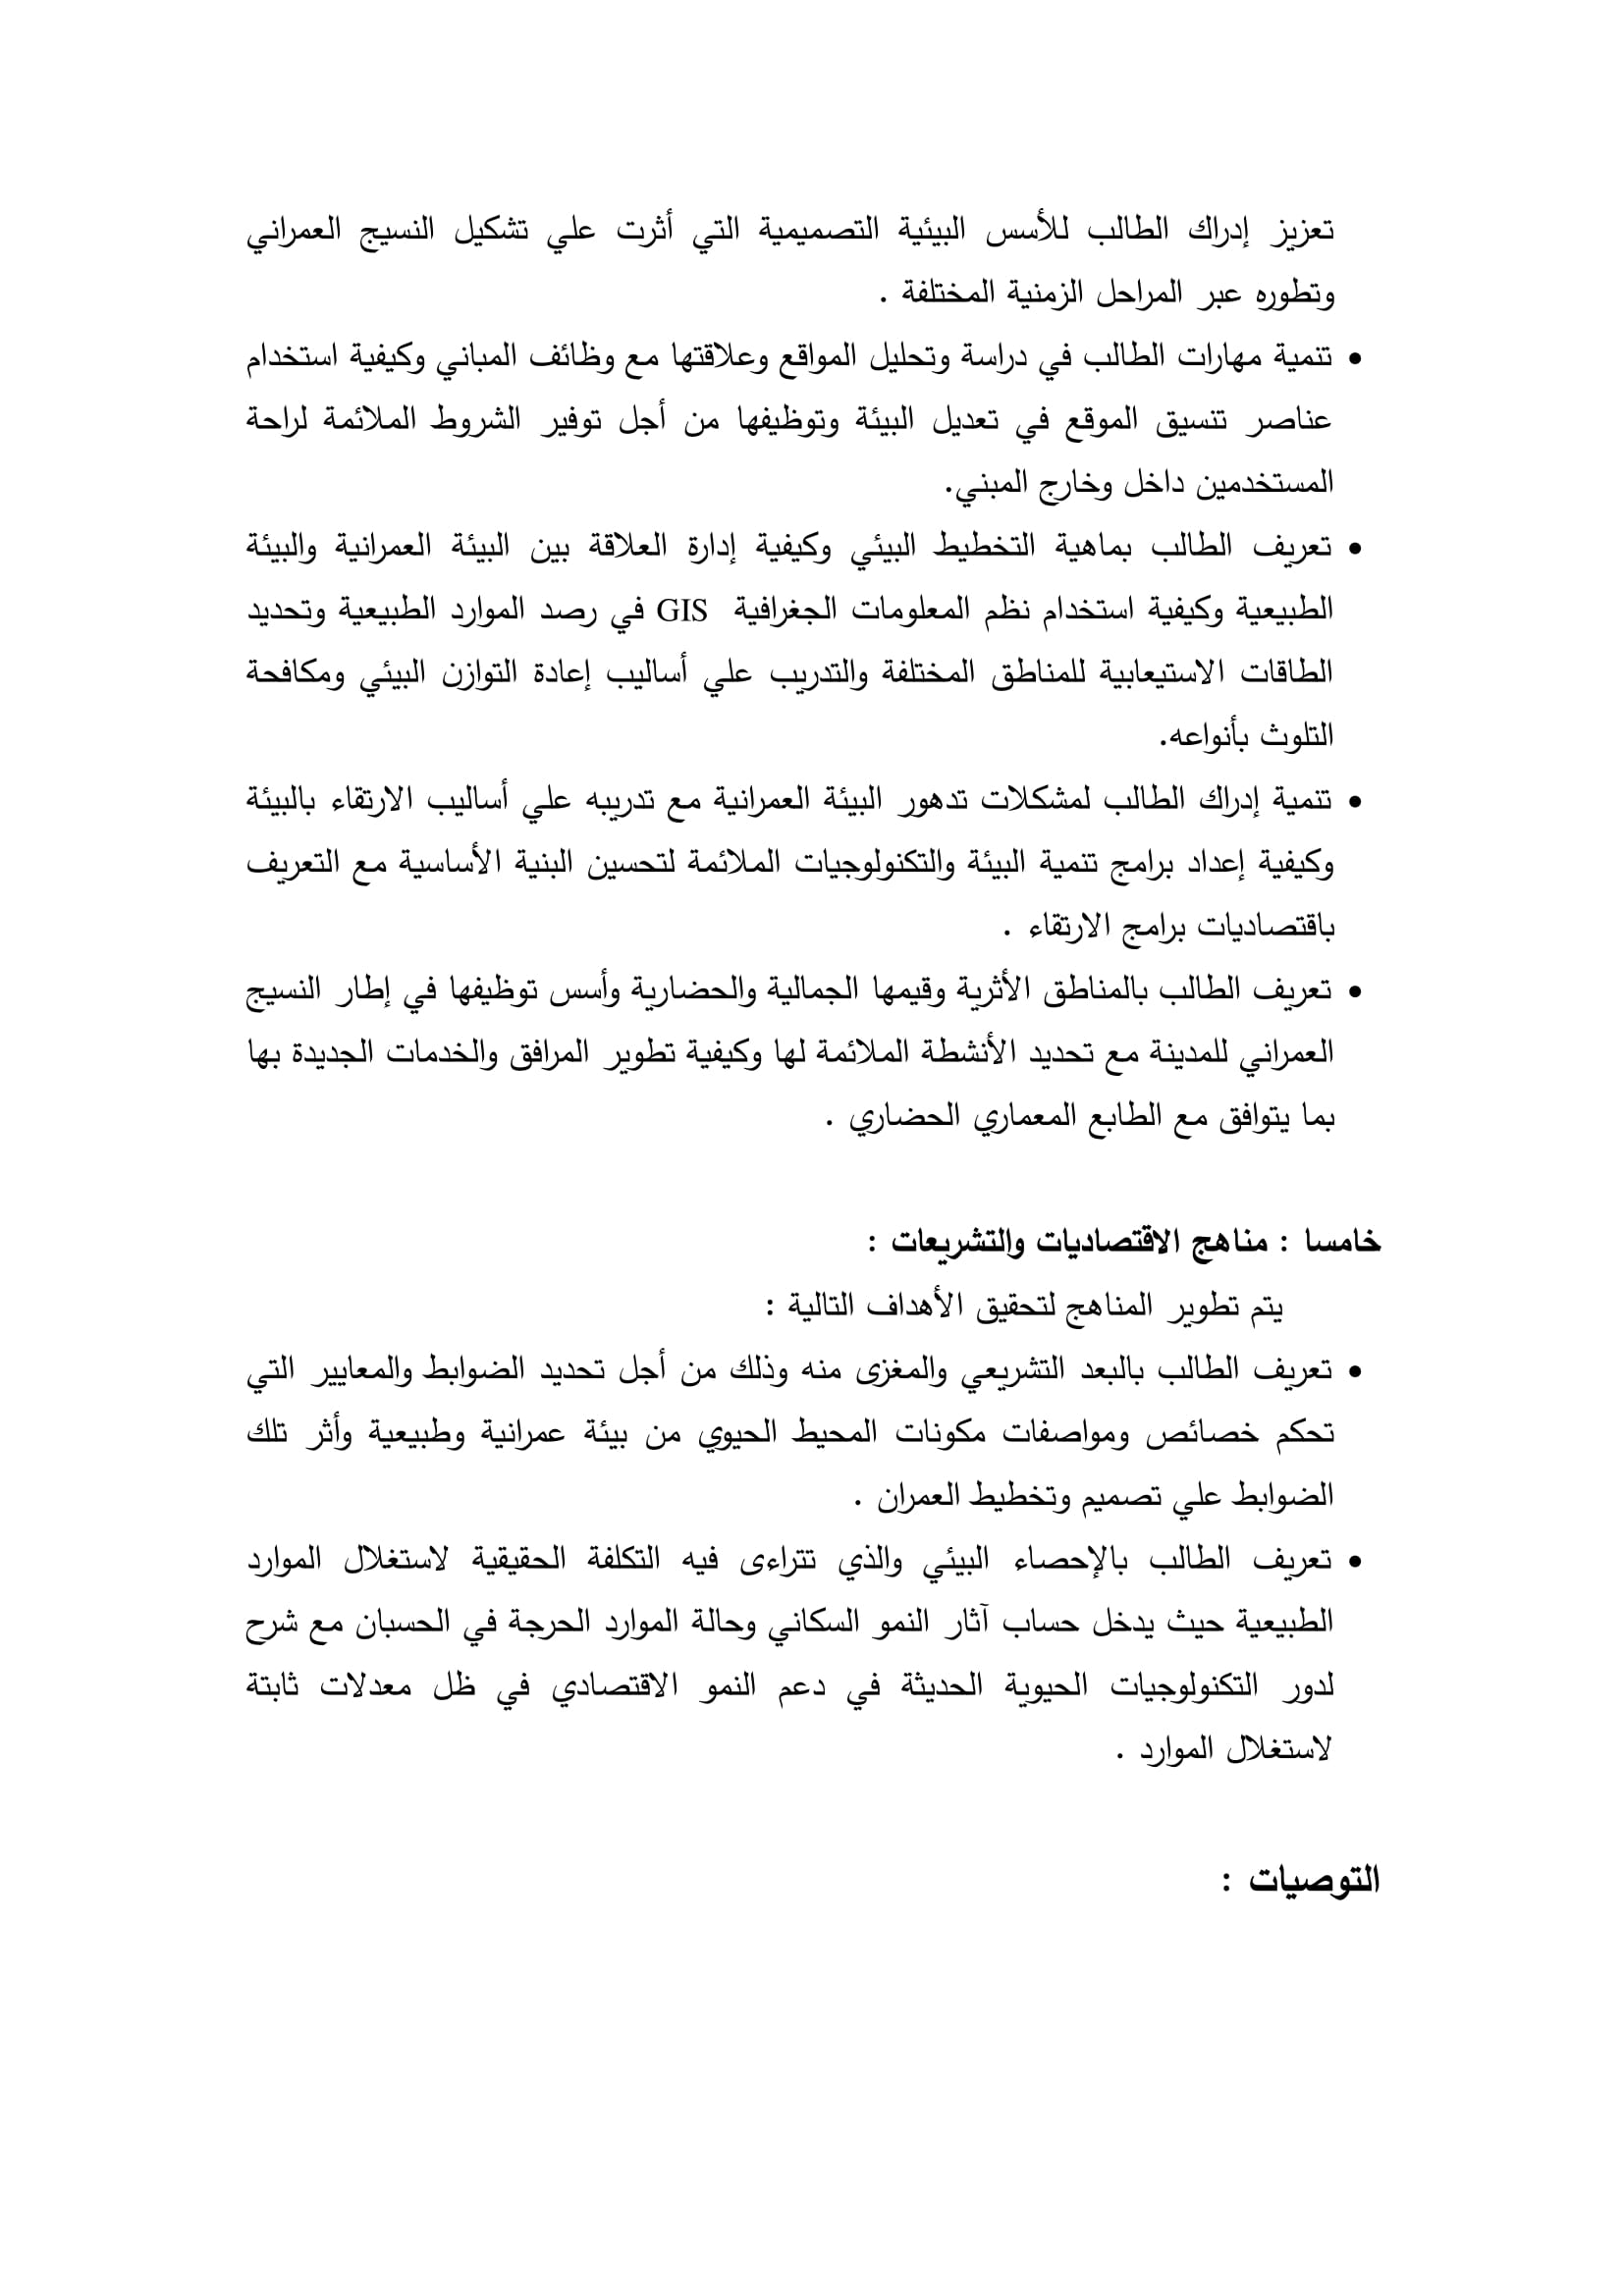 تعزيز إدراك الطالب للأسس البيئية التصميمية التي أثرت علي تشكيل النسيج العمراني
وتطوره عبر المراحل الزمنية المختلفة .
• تنمية مهارات الطالب في دراسة وتحليل المواقع وعلاقتها مع وظائف المباني وكيفية استخدام
عناصر تنسيق الموقع في تعديل البيئة وتوظيفها من أجل توفير الشروط الملائمة لراحة
المستخدمين داخل وخارج المبني.
• تعريف الطالب بماهية التخطيط البيئي وكيفية إدارة العلاقة بين البيئة العمرانية والبيئة
الطبيعية وكيفية استخدام نظم المعلومات الجغرافية GIS في رصد الموارد الطبيعية وتحديد
الطاقات الاستيعابية للمناطق المختلفة والتدريب علي أساليب إعادة التوازن البيئي ومكافحة
التلوث بأنواعه.
• تنمية إدراك الطالب لمشكلات تدهور البيئة العمرانية مع تدريبه علي أساليب الارتقاء بالبيئة
وكيفية إعداد برامج تنمية البيئة والتكنولوجيات الملائمة لتحسين البنية الأساسية مع التعريف
باقتصاديات برامج الارتقاء .
• تعريف الطالب بالمناطق الأثرية وقيمها الجمالية والحضارية وأسس توظيفها في إطار النسيج
العمراني للمدينة مع تحديد الأنشطة الملائمة لها وكيفية تطوير المرافق والخدمات الجديدة بها
بما يتوافق مع الطابع المعماري الحضاري .
خامسا : مناهج الاقتصاديات والتشريعات :
يتم تطوير المناهج لتحقيق الأهداف التالية :
• تعريف الطالب بالبعد التشريعي والمغزى منه وذلك من أجل تحديد الضوابط والمعايير التي
تحكم خصائص ومواصفات مكونات المحيط الحيوي من بيئة عمرانية وطبيعية وأثر تلك
الضوابط علي تصميم وتخطيط العمران .
• تعريف الطالب بالإحصاء البيئي والذي تتراءى فيه التكلفة الحقيقية لاستغلال الموارد
الطبيعية حيث يدخل حساب آثار النمو السكاني وحالة الموارد الحرجة في الحسبان مع شرح
لدور التكنولوجيات الحيوية الحديثة في دعم النمو الاقتصادي في ظل معدلات ثابتة
لاستغلال الموارد .
التوصيات :